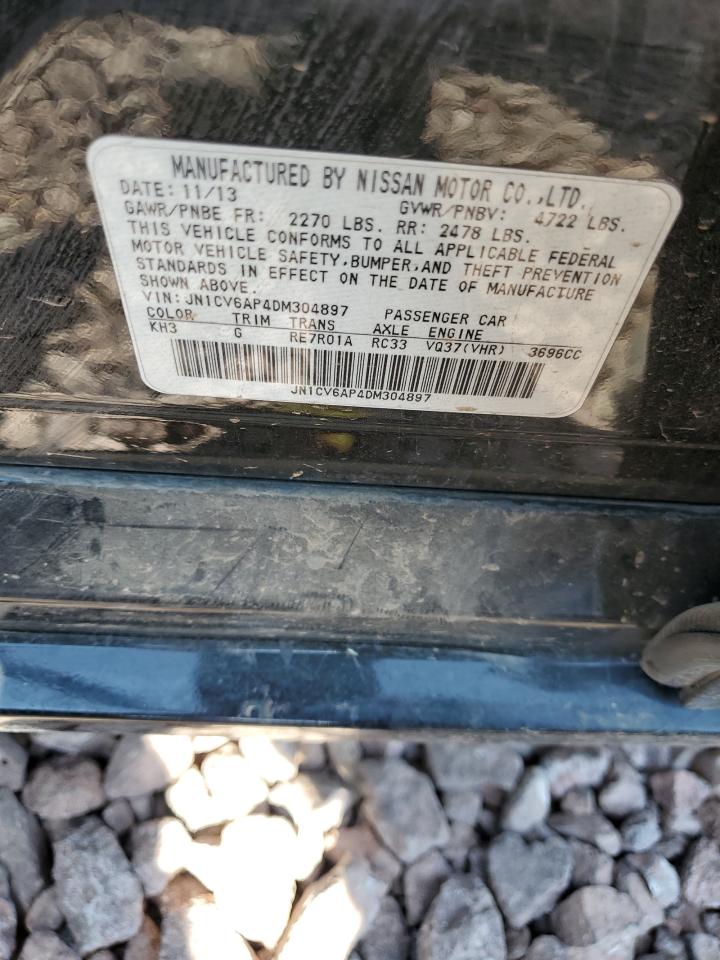 MANUFACTURED BY NISSAN MOTOR CO.,LTD.
DATE: 11/13 GVWR/PNBV: 4722 LBS.
GAWR/PNBE FR: 2270 LBS. RR: 2478 LBS.
THIS VEHICLE CONFORMS TO ALL APPLICABLE FEDERAL
MOTOR VEHICLE SAFETY,BUMPER,AND THEFT PREVENTION
STANDARDS IN EFFECT ON THE DATE OF MANUFACTURE
SHOWN ABOVE.
VIN: JN1CV6AP4DM304897 PASSENGER CAR
COLOR TRIM TRANS AXLE ENGINE
KH3 G RE7R01A RC33 VQ37(VHR) 3696CC
JN1CV6AP4DM304897